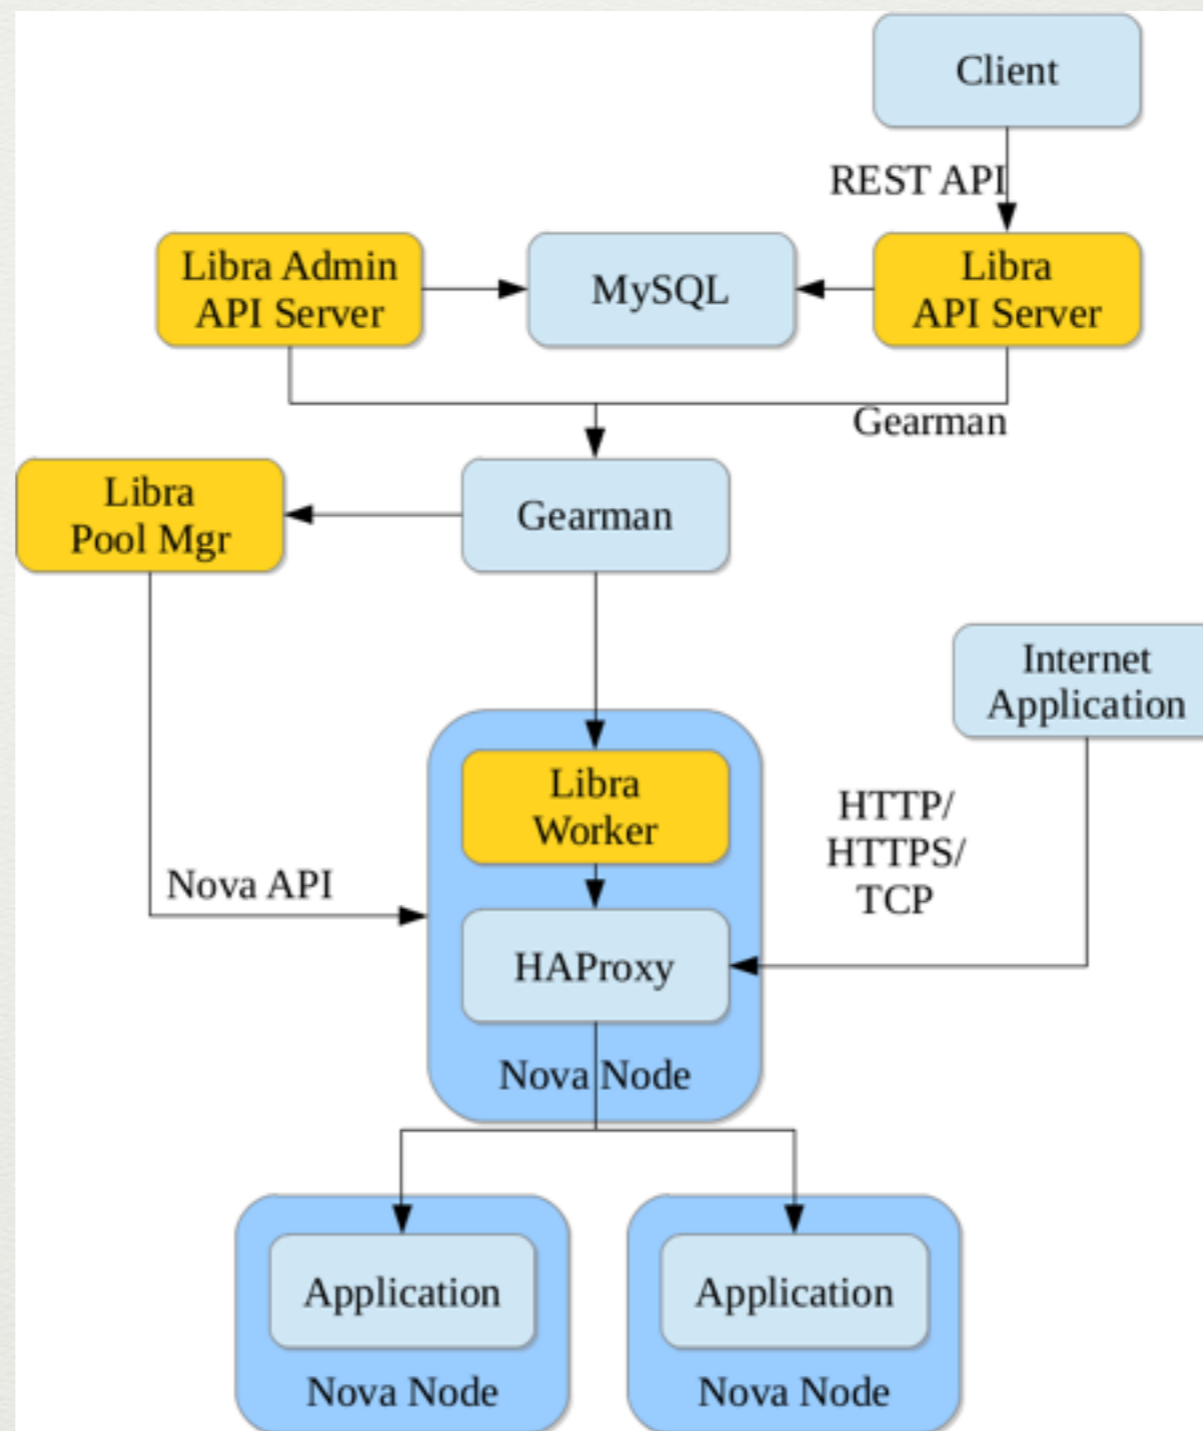 Client
REST API
Libra Admin
API Server
MySQL
Libra
API Server
Gearman
Libra
Pool Mgr
Gearman
Internet
Application
Libra
Worker
HTTP/
HTTPS/
TCP
Nova API
HAProxy
Nova Node
Application
Application
Nova Node
Nova Node